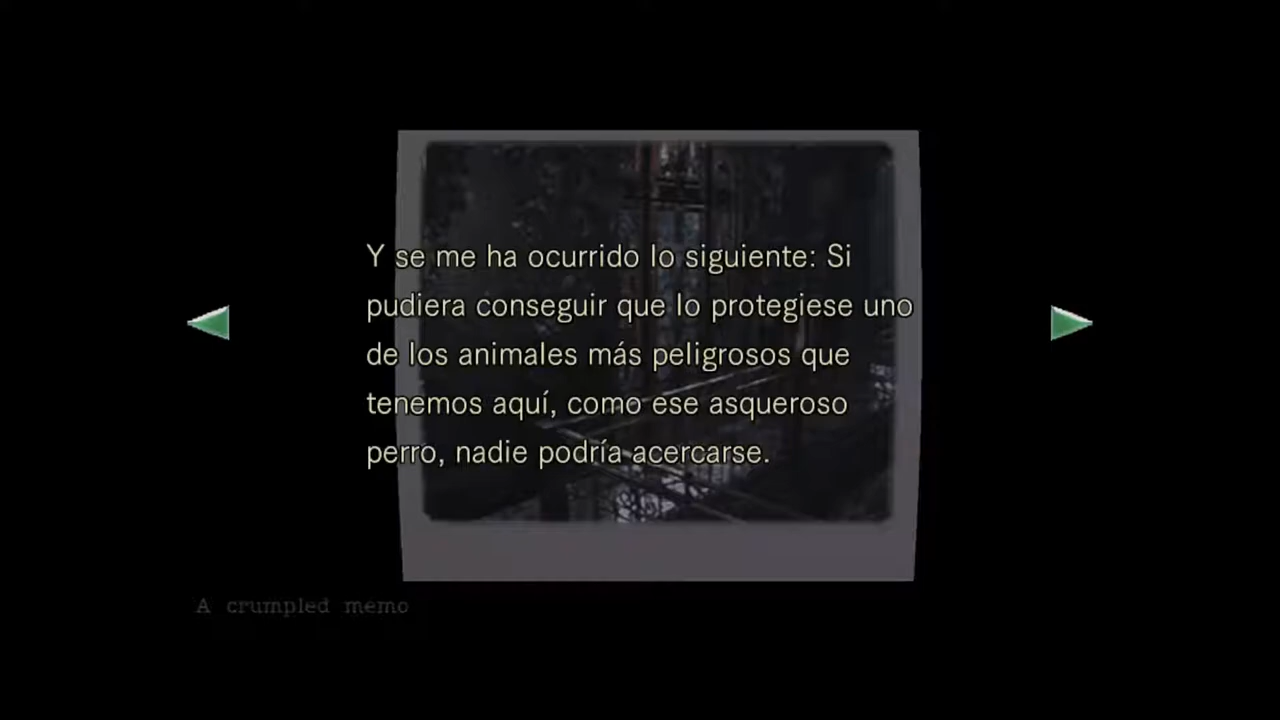 Y se me ha ocurrido lo siguiente: Si
pudiera conseguir que lo protegiese uno
de los animales más peligrosos que
tenemos aquí, como ese asqueroso
perro, nadie podría acercarse.
A crumpled memo